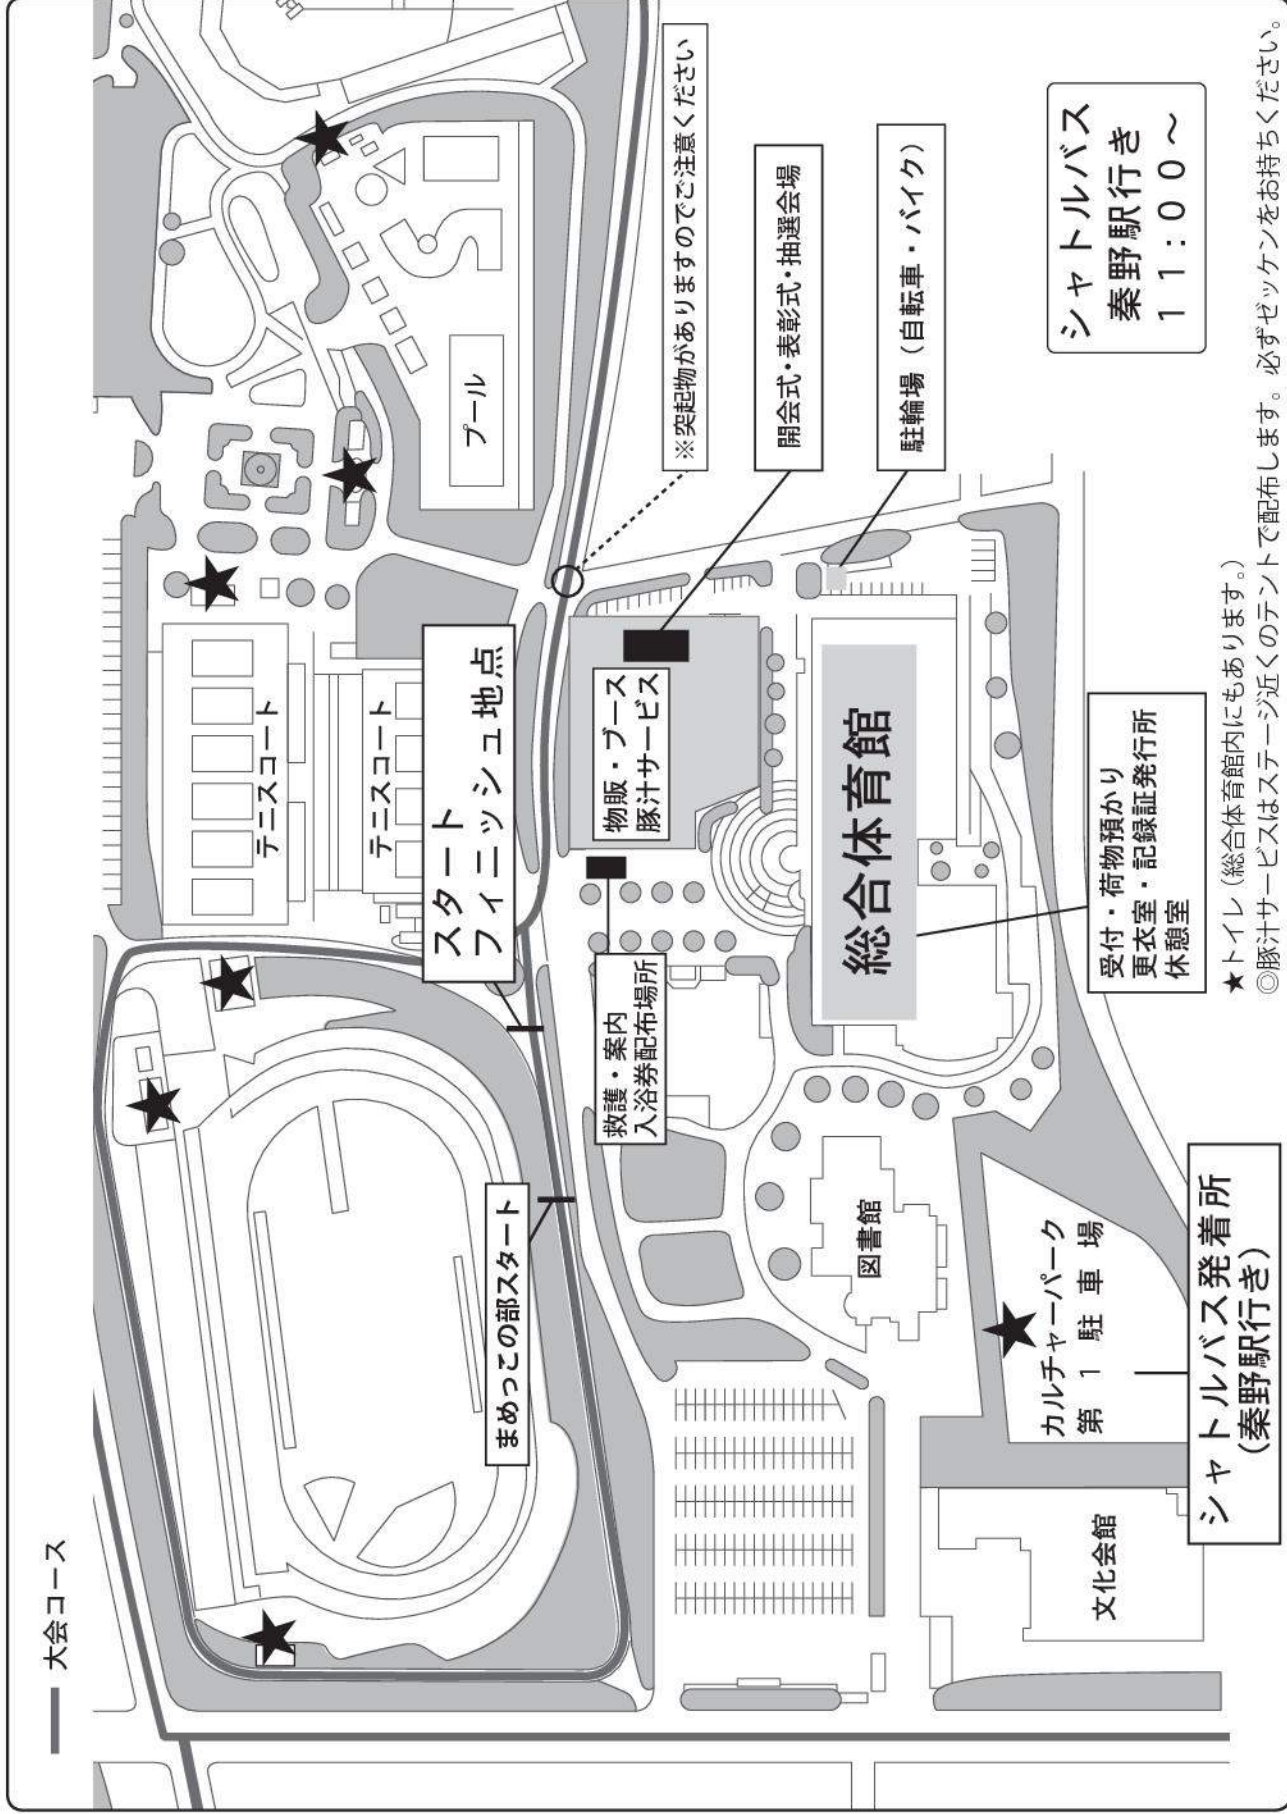 大会コース
テニスコート
テニスコート
プール
スタート
フィニッシュ地点
まめっこの部スタート
※突起物がありますのでご注意ください
開会式・表彰式・抽選会場
駐輪場（自転車・バイク）
物販・ブース
豚汁サービス
救護・案内
入浴券配布場所
総合体育館
受付・荷物預かり
更衣室・記録証発行所
休憩室
図書館
カルチャーパーク
第1駐車場
文化会館
シャトルバス発着所
(秦野駅行き)
シャトルバス
秦野駅行き
11:00～
★トイレ（総合体育館内にもあります。）
◎豚汁サービスはステージ近くのテントで配布します。必ずゼッケンをお持ちください。